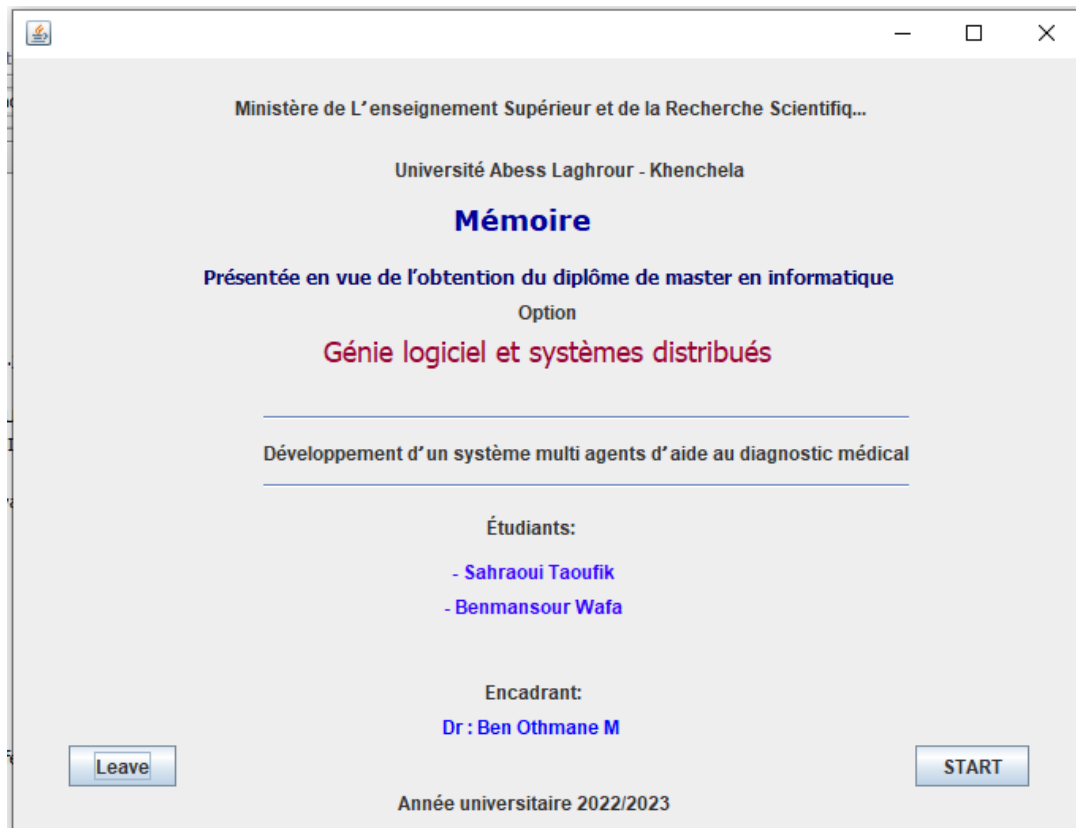 Ministère de L'enseignement Supérieur et de la Recherche Scientifiq...
Université Abess Laghrour - Khenchela
Mémoire
Présentée en vue de l'obtention du diplôme de master en informatique
Option
Génie logiciel et systèmes distribués
Développement d'un système multi agents d'aide au diagnostic médical
Étudiants:
- Sahraoui Taoufik
- Benmansour Wafa
Encadrant:
Dr : Ben Othmane M
Leave
START
Année universitaire 2022/2023